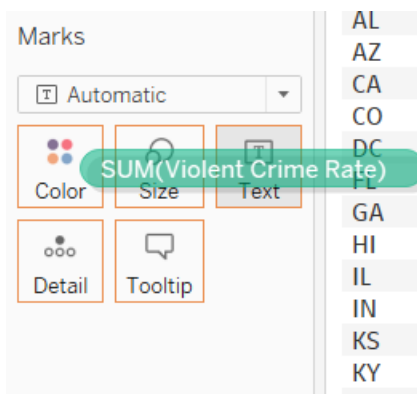 Marks
T Automatic
Color
Size
Text
SUM(Violent Crime Rate)
Detail
Tooltip
AL
AZ
CA
CO
DC
FL
GA
HI
IL
IN
KS
KY